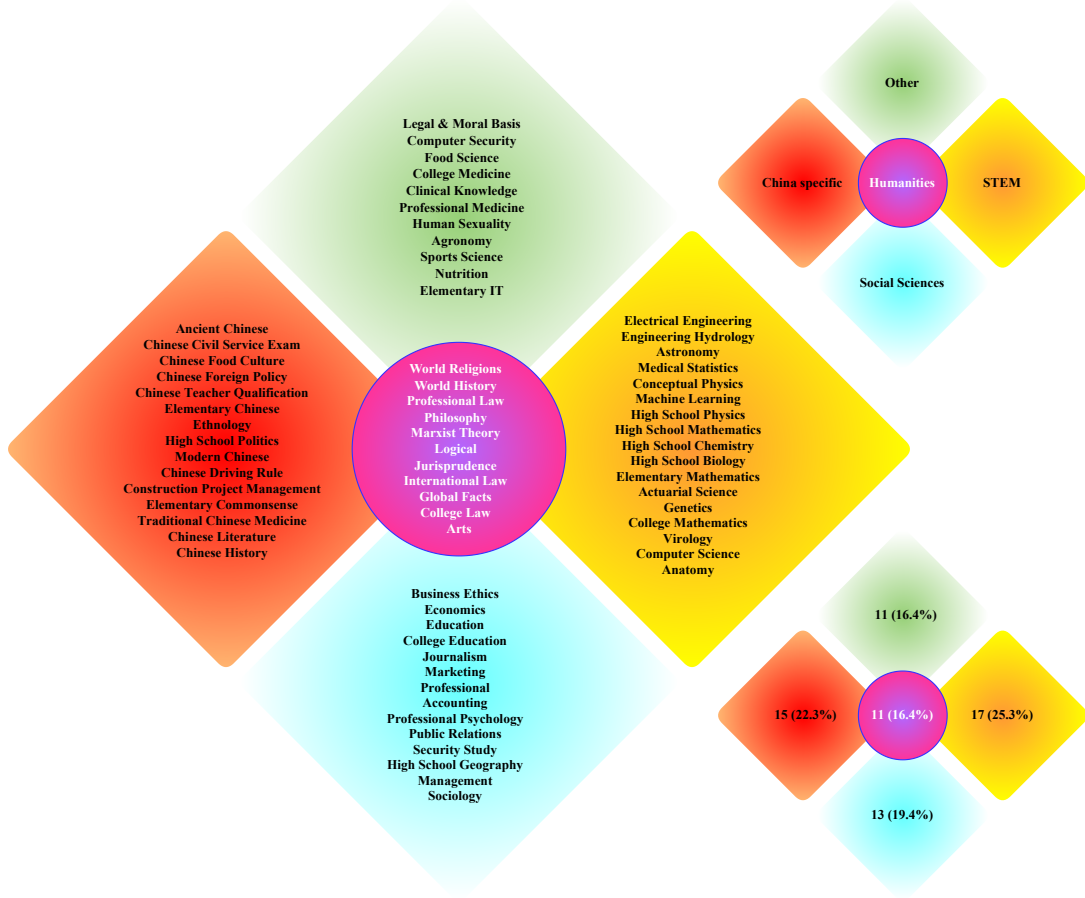 Legal & Moral Basis
Computer Security
Food Science
College Medicine
Clinical Knowledge
Professional Medicine
Human Sexuality
Agronomy
Sports Science
Nutrition
Elementary IT
Ancient Chinese
Chinese Civil Service Exam
Chinese Food Culture
Chinese Foreign Policy
Chinese Teacher Qualification
Elementary Chinese
Ethnology
High School Politics
Modern Chinese
Chinese Driving Rule
Construction Project Management
Elementary Commonsense
Traditional Chinese Medicine
Chinese Literature
Chinese History
World Religions
World History
Professional Law
Philosophy
Marxist Theory
Logical
Jurisprudence
International Law
Global Facts
College Law
Arts
Electrical Engineering
Engineering Hydrology
Astronomy
Medical Statistics
Conceptual Physics
Machine Learning
High School Physics
High School Mathematics
High School Chemistry
High School Biology
Elementary Mathematics
Actuarial Science
Genetics
College Mathematics
Virology
Computer Science
Anatomy
Business Ethics
Economics
Education
College Education
Journalism
Marketing
Professional
Accounting
Professional Psychology
Public Relations
Security Study
High School Geography
Management
Sociology
Other
China specific
Humanities
STEM
Social Sciences
11 (16.4%)
15 (22.3%)
11 (16.4%)
17 (25.3%)
13 (19.4%)